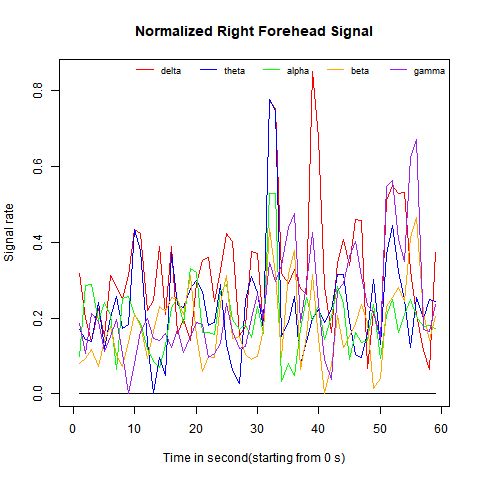 Normalized Right Forehead Signal
delta theta alpha beta gamma
Signal rate
0.8
0.6
0.4
0.2
0.0
0 10 20 30 40 50 60
Time in second(starting from 0 s)